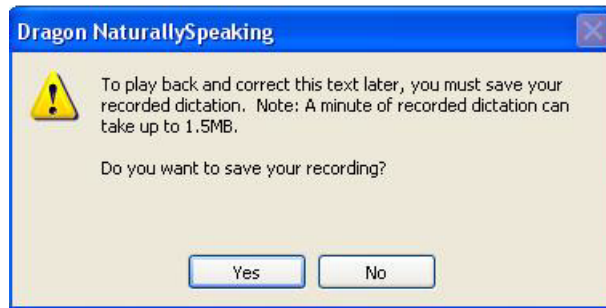 Dragon NaturallySpeaking
To play back and correct this text later, you must save your
recorded dictation. Note: A minute of recorded dictation can
take up to 1.5MB.
Do you want to save your recording?
Yes
No